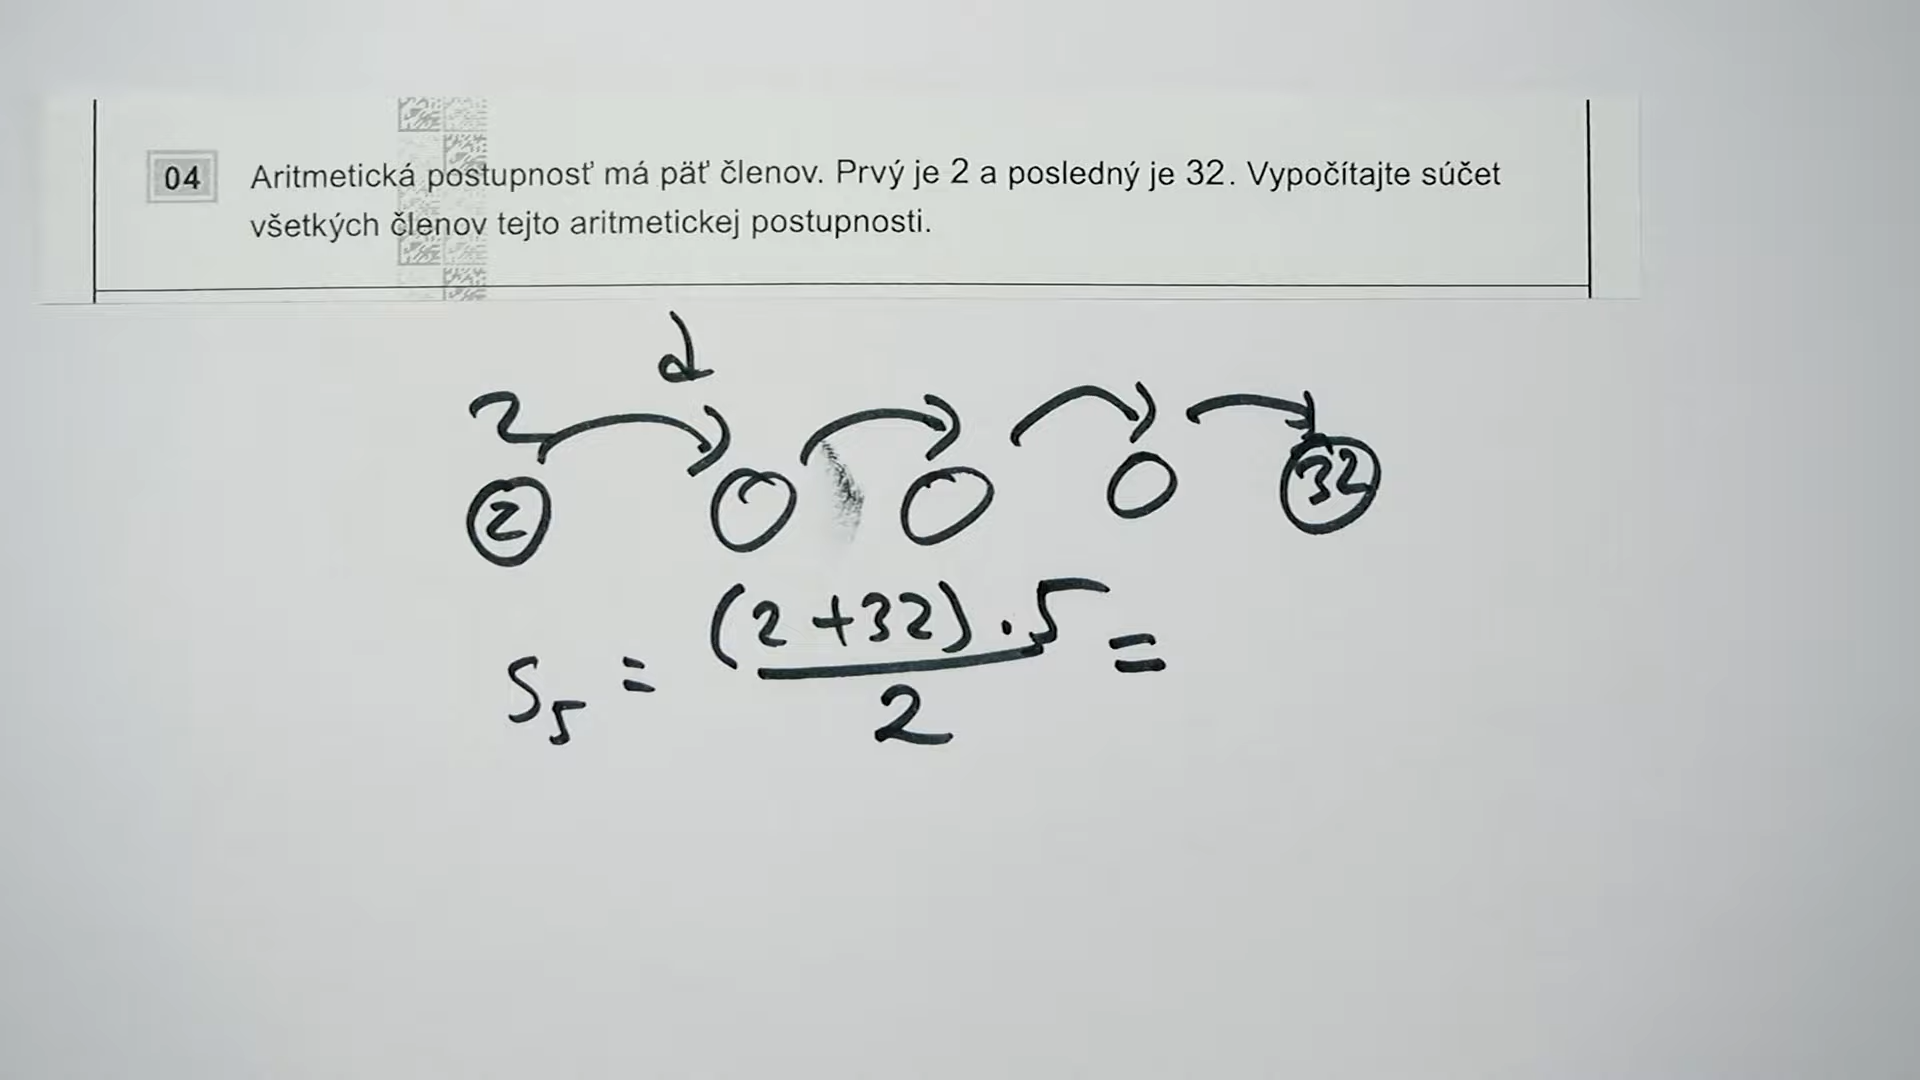 04 Aritmetická postupnosť má päť členov. Prvý je 2 a posledný je 32. Vypočítajte súčet
všetkých členov tejto aritmetickej postupnosti.
d
2
2 32
S₅ = (2+32).5 =
2